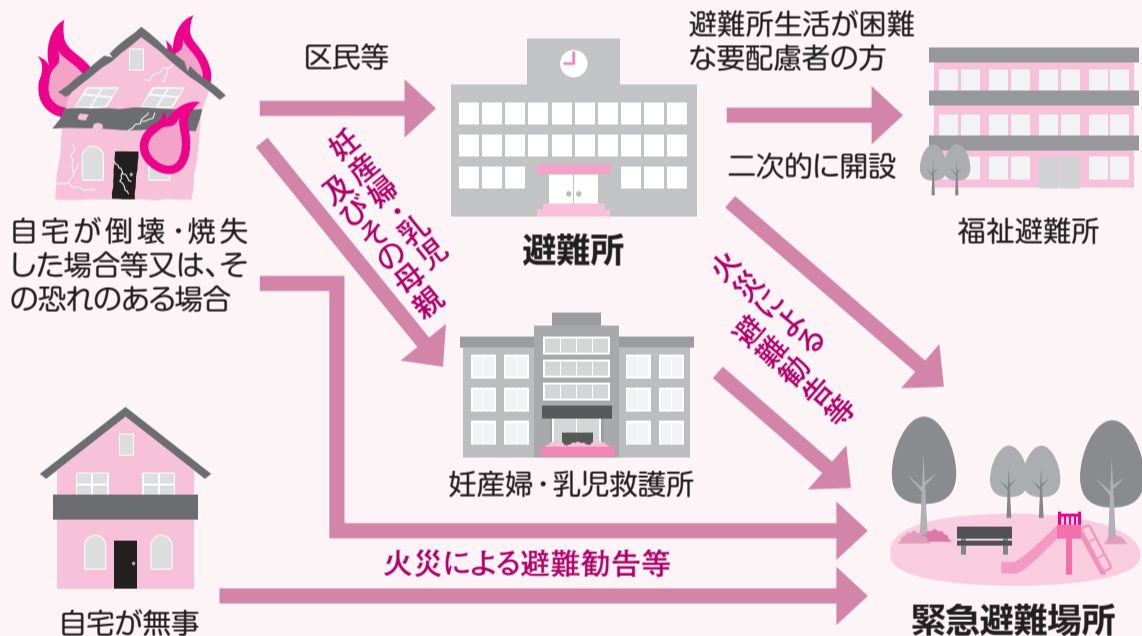 区民等
避難所生活が困難
な要配慮者の方
二次的に開設
妊産婦・乳児
及びその母親
自宅が倒壊・焼失
した場合等又は、そ
の恐れのある場合
避難所
福祉避難所
火災による
避難勧告等
妊産婦・乳児救護所
火災による避難勧告等
自宅が無事
緊急避難場所